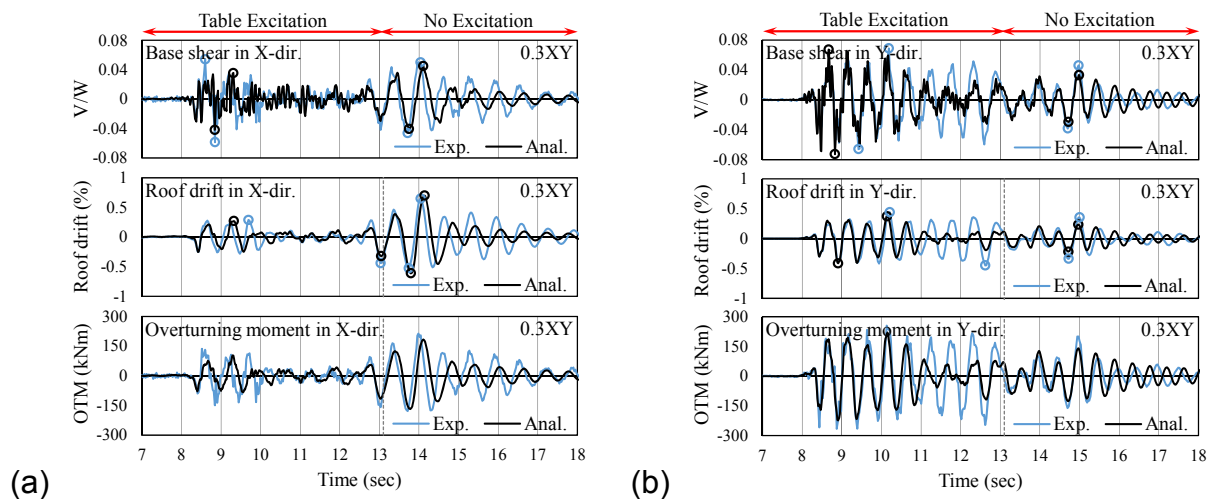 Table Excitation No Excitation
0.08
0.04
0
-0.04
-0.08
V/W
Base shear in X-dir. 0.3XY
Exp. Anal.
1
0.5
0
-0.5
-1
Roof drift (%)
Roof drift in X-dir. 0.3XY
Exp. Anal.
300
150
0
-150
-300
OTM (kNm)
Overturning moment in X-dir. 0.3XY
Exp. Anal.
7 8 9 10 11 12 13 14 15 16 17 18
Time (sec)
(a)
Table Excitation No Excitation
0.08
0.04
0
-0.04
-0.08
V/W
Base shear in Y-dir. 0.3XY
Exp. Anal.
1
0.5
0
-0.5
-1
Roof drift (%)
Roof drift in Y-dir. 0.3XY
Exp. Anal.
300
150
0
-150
-300
OTM (kNm)
Overturning moment in Y-dir. 0.3XY
Exp. Anal.
7 8 9 10 11 12 13 14 15 16 17 18
Time (sec)
(b)